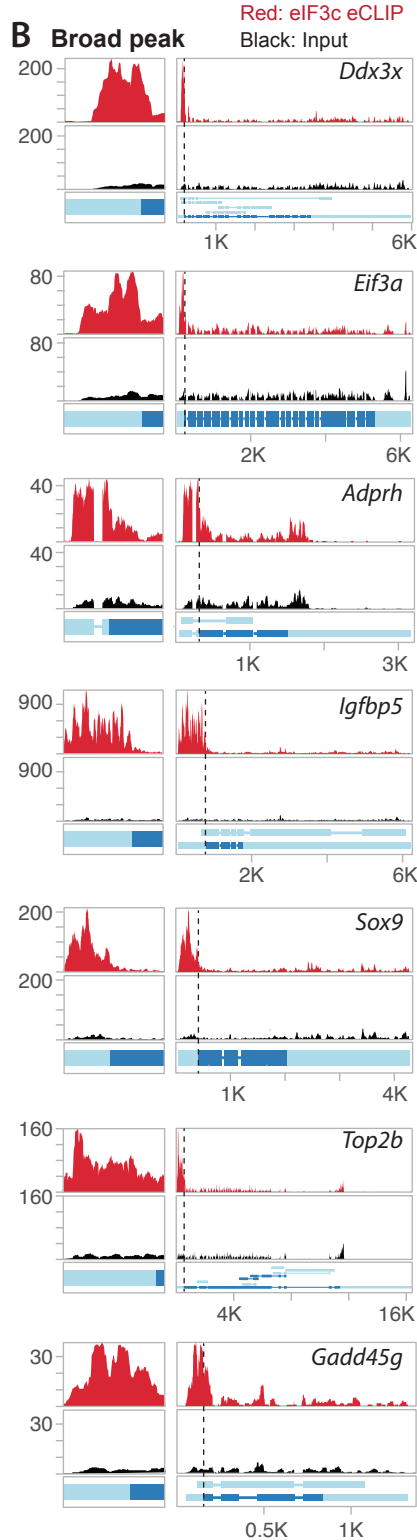 B Broad peak
Red: eIF3c eCLIP
Black: Input
200
Ddx3x
200
1K 6K
80
Eif3a
80
2K 6K
40
Adprh
40
1K 3K
900
Igfbp5
900
2K 6K
200
Sox9
200
1K 4K
160
Top2b
160
4K 16K
30
Gadd45g
30
0.5K 1K